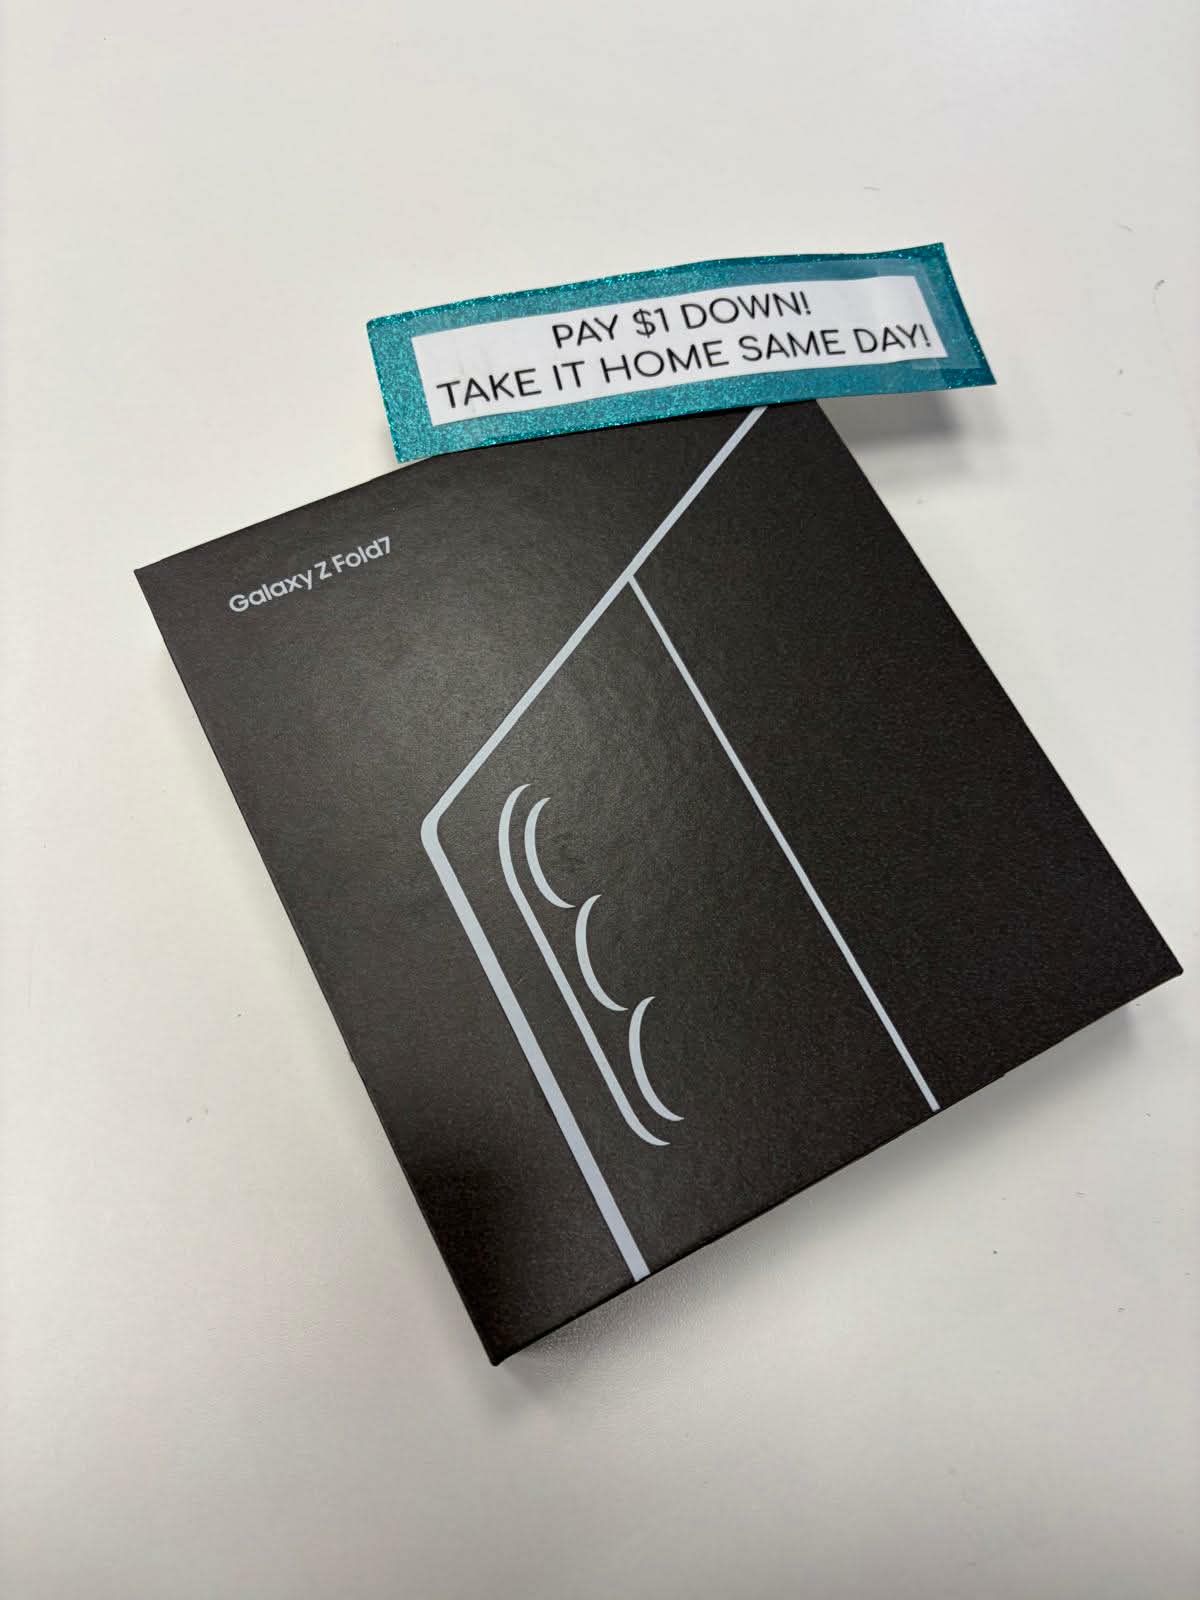 PAY $1 DOWN!
TAKE IT HOME SAME DAY!
Galaxy Z Fold7